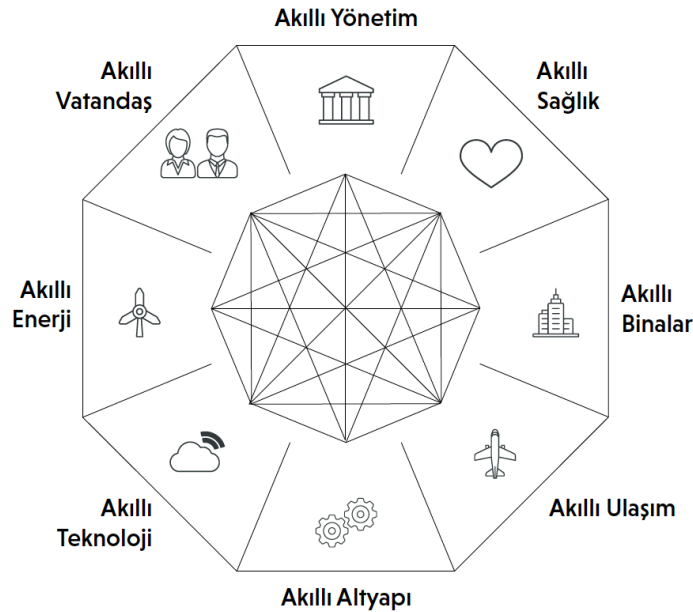 Akıllı Yönetim
Akıllı
Vatandaş
Akıllı
Sağlık
Akıllı
Enerji
Akıllı
Binalar
Akıllı
Teknoloji
Akıllı Ulaşım
Akıllı Altyapı